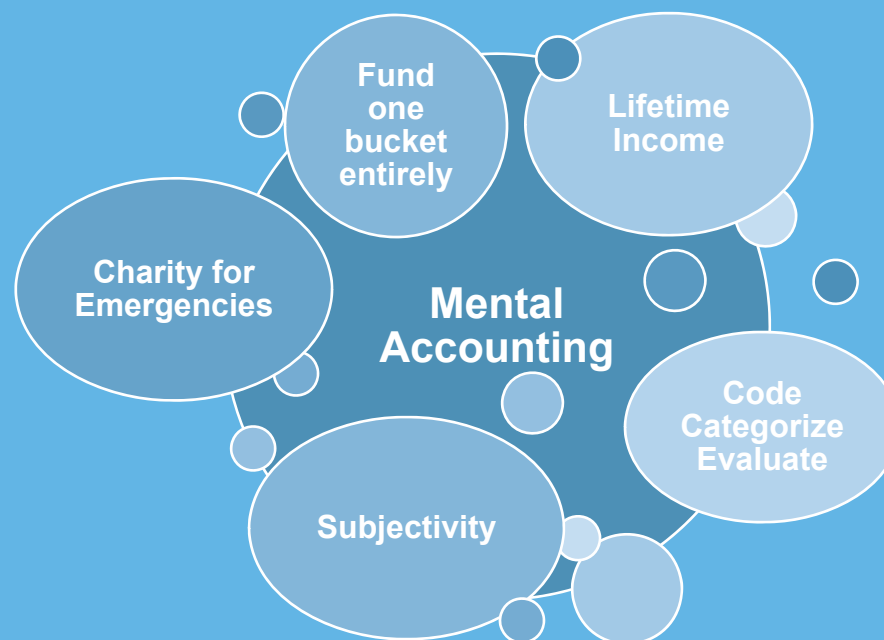 Fund
one
bucket
entirely
Lifetime
Income
Charity for
Emergencies
Mental
Accounting
Code
Categorize
Evaluate
Subjectivity